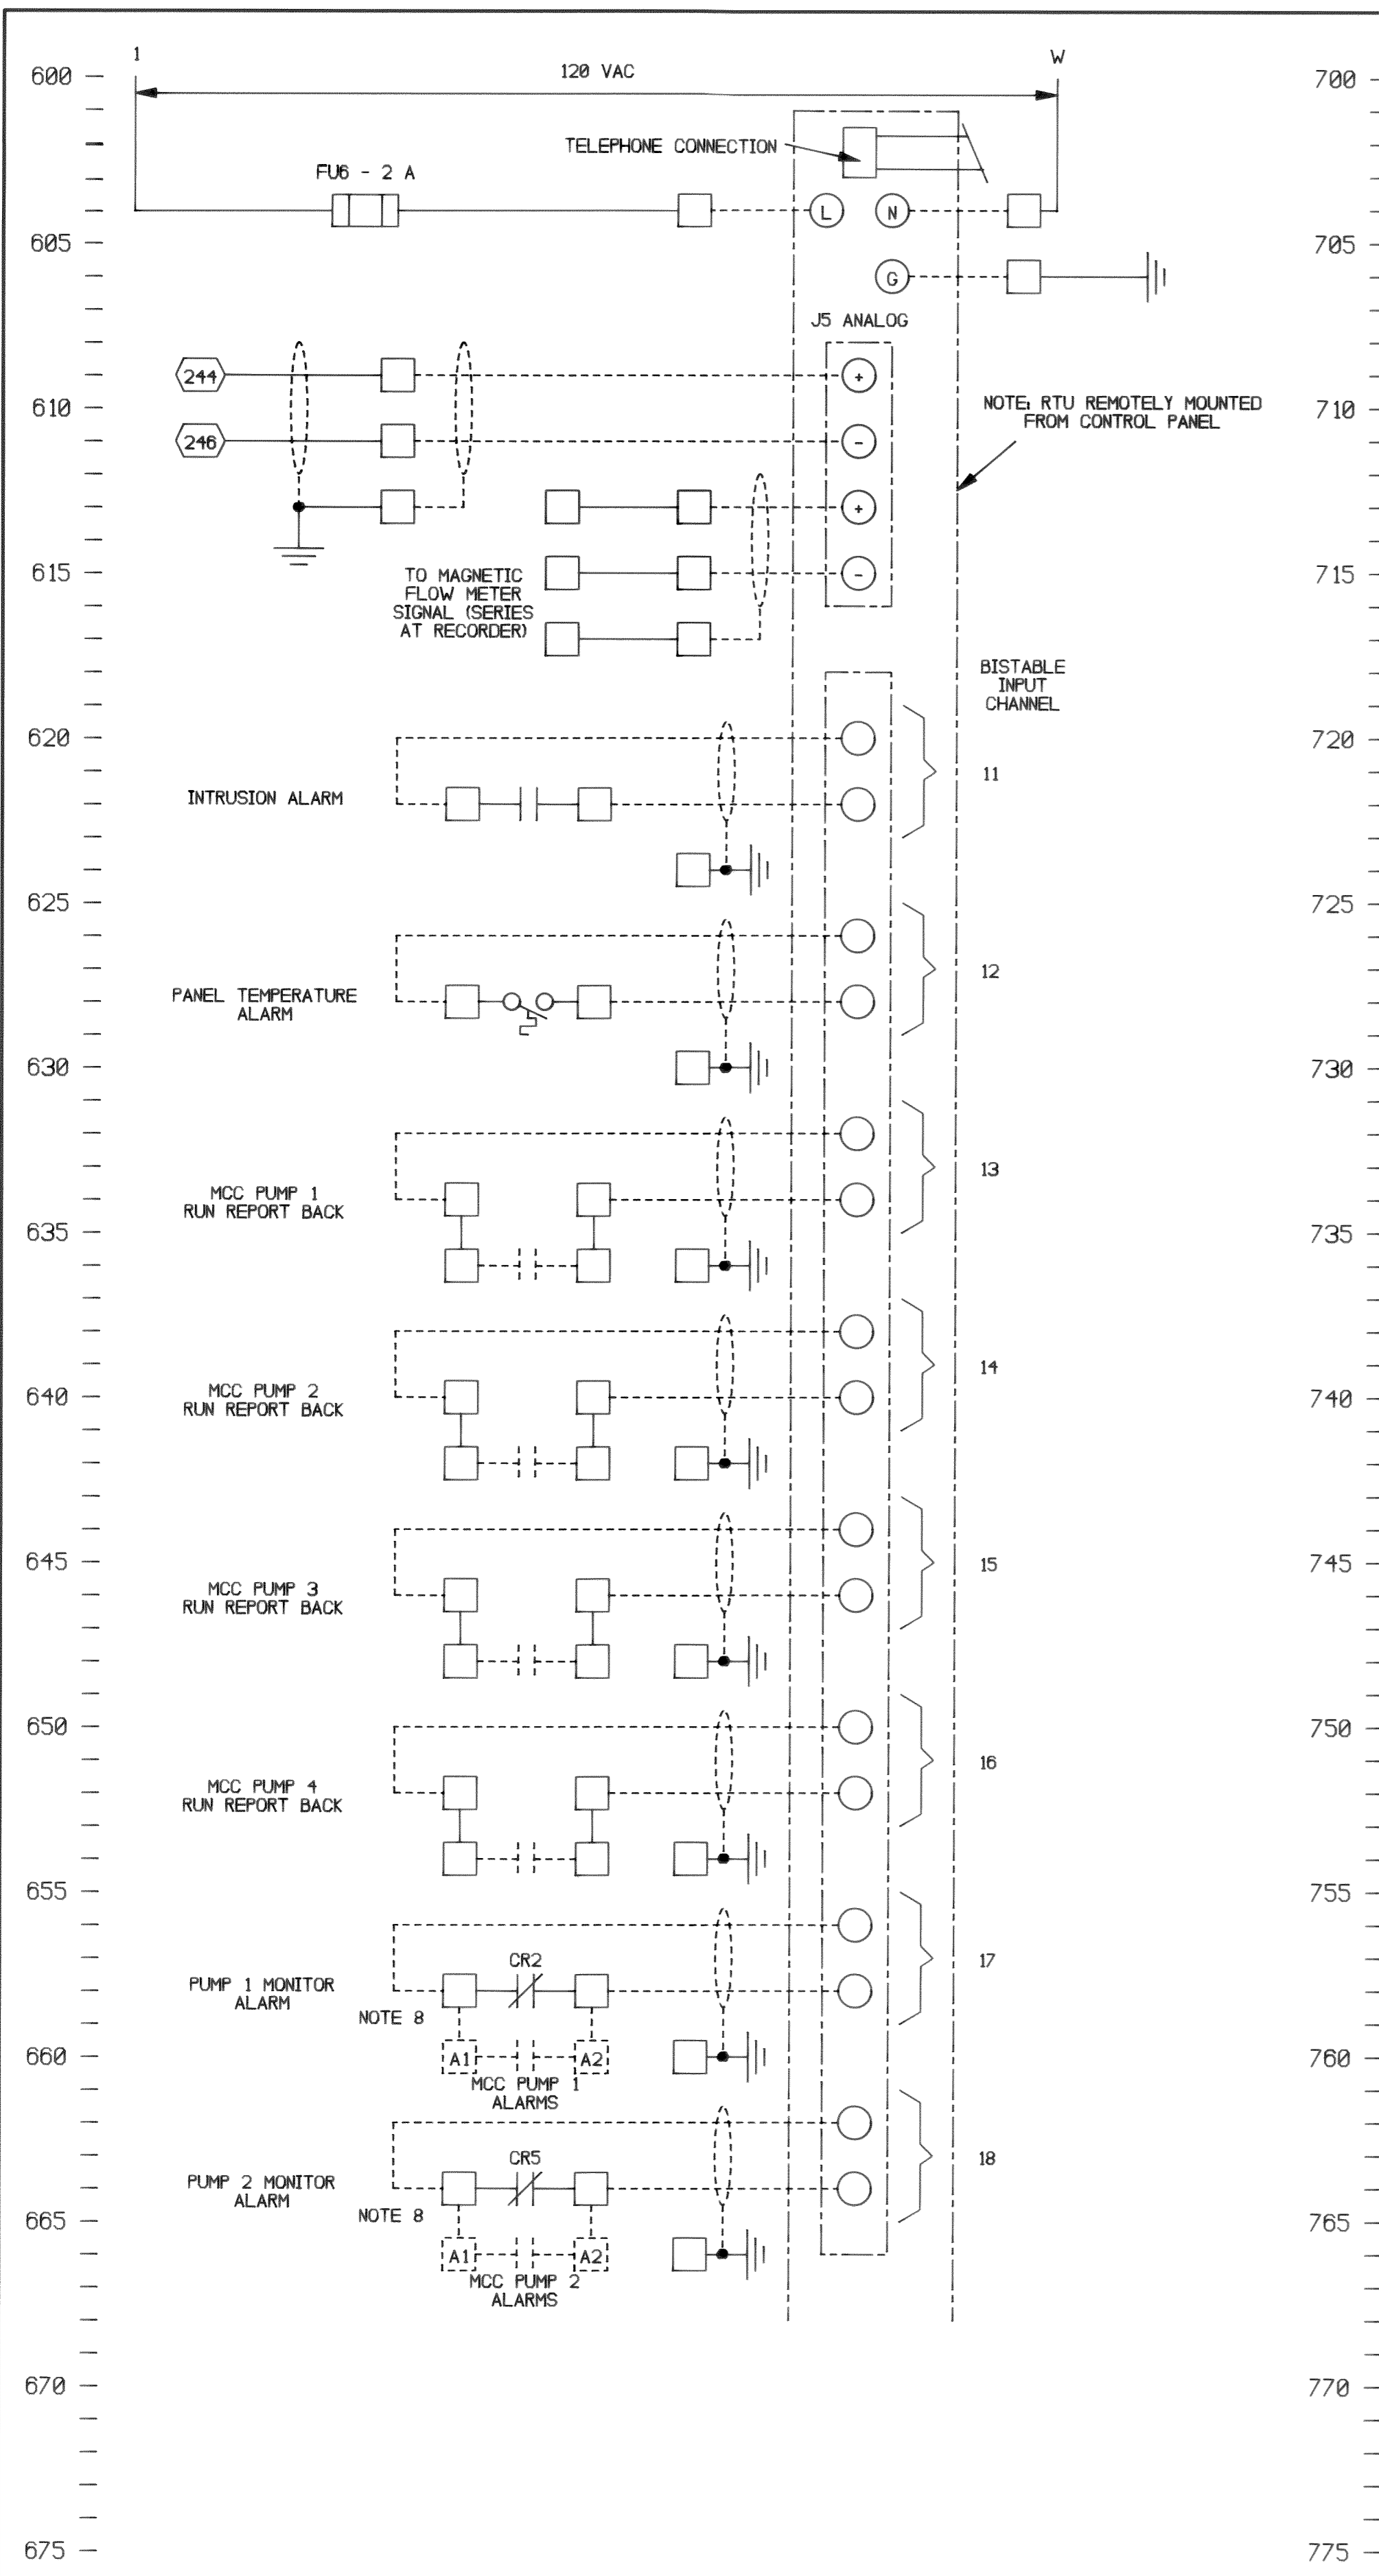 1
W
600
120 VAC
700
TELEPHONE CONNECTION
FU6 - 2 A
L
N
605
705
G
J5 ANALOG
244
+
610
NOTE: RTU REMOTELY MOUNTED
FROM CONTROL PANEL
710
246
-
+
615
TO MAGNETIC
FLOW METER
SIGNAL (SERIES
AT RECORDER)
-
715
BISTABLE
INPUT
CHANNEL
620
720
11
INTRUSION ALARM
625
725
12
PANEL TEMPERATURE
ALARM
630
730
13
MCC PUMP 1
RUN REPORT BACK
635
735
14
MCC PUMP 2
RUN REPORT BACK
640
740
645
745
15
MCC PUMP 3
RUN REPORT BACK
650
750
16
MCC PUMP 4
RUN REPORT BACK
655
755
17
CR2
PUMP 1 MONITOR
ALARM
NOTE 8
660
A1
A2
760
MCC PUMP 1
ALARMS
18
CR5
PUMP 2 MONITOR
ALARM
NOTE 8
665
765
A1
A2
MCC PUMP 2
ALARMS
670
770
675
775